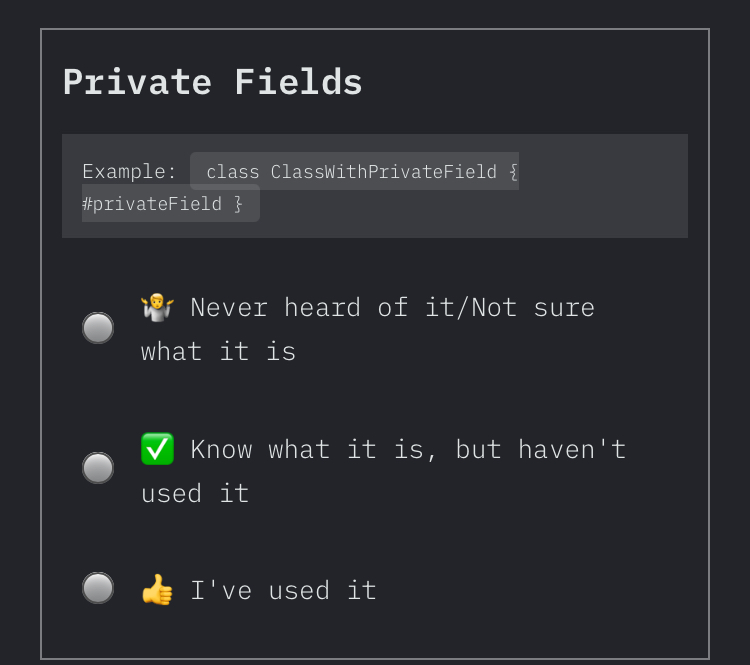 Private Fields
Example: class ClassWithPrivateField {
#privateField }
🤷 Never heard of it/Not sure
what it is
✅ Know what it is, but haven't
used it
👍 I've used it